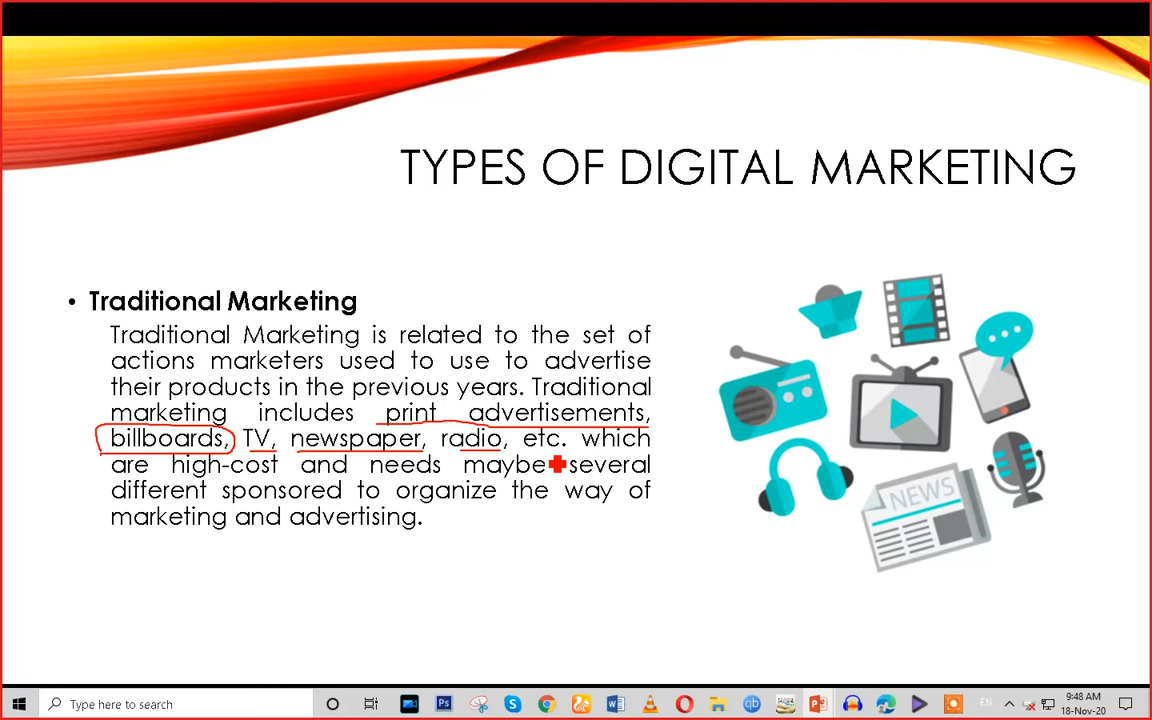 TYPES OF DIGITAL MARKETING
• Traditional Marketing
Traditional Marketing is related to the set of
actions marketers used to use to advertise
their products in the previous years. Traditional
marketing includes print advertisements,
billboards, TV, newspaper, radio, etc. which
are high-cost and needs maybe several
different sponsored to organize the way of
marketing and advertising.
NEWS
Type here to search
Ps
S
W
qb
P
EN
9:48 AM
18-Nov-20